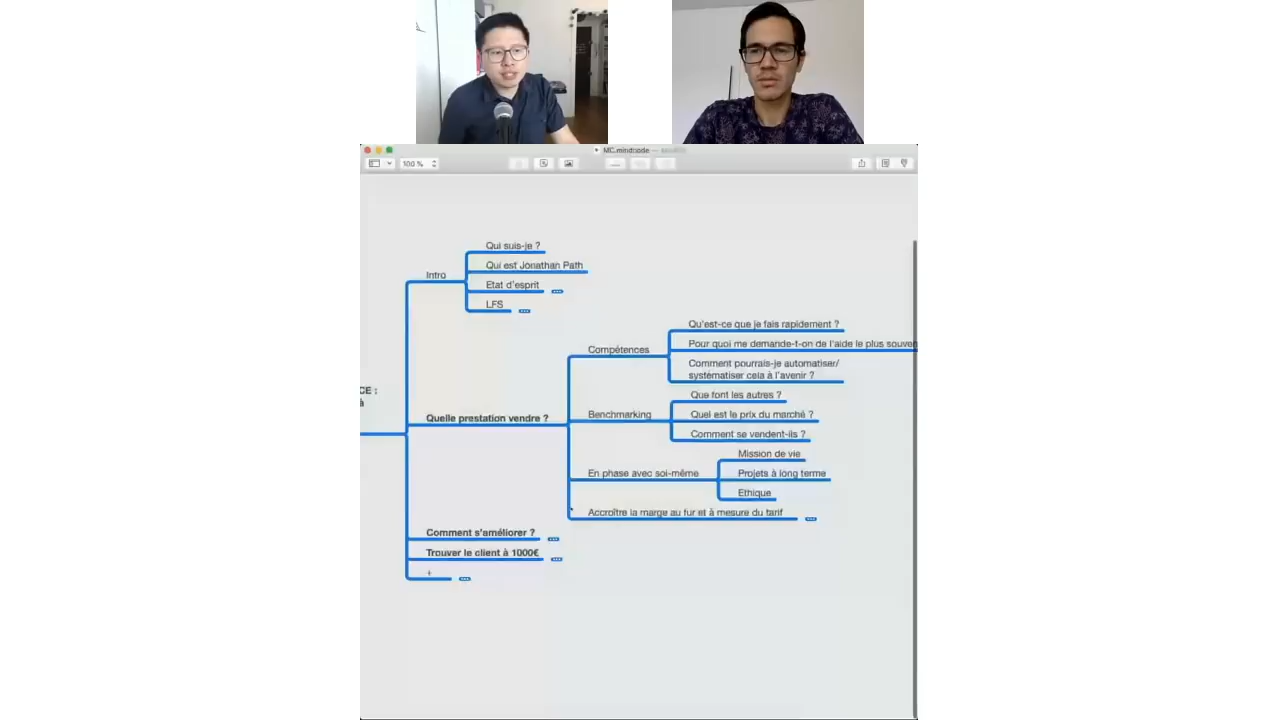 MC.mindnode
100 %
Qui suis-je ?
Qui est Jonathan Path
Intro
Etat d'esprit
LFS
Qu'est-ce que je fais rapidement ?
Pour quoi me demande-t-on de l'aide le plus souven
Compétences
Comment pourrais-je automatiser/
systématiser cela à l'avenir ?
CE :
à
Que font les autres ?
Quelle prestation vendre ?
Benchmarking
Quel est le prix du marché ?
Comment se vendent-ils ?
Mission de vie
En phase avec soi-même
Projets à long terme
Ethique
Accroître la marge au fur et à mesure du tarif
Comment s'améliorer ?
Trouver le client à 1000€
+